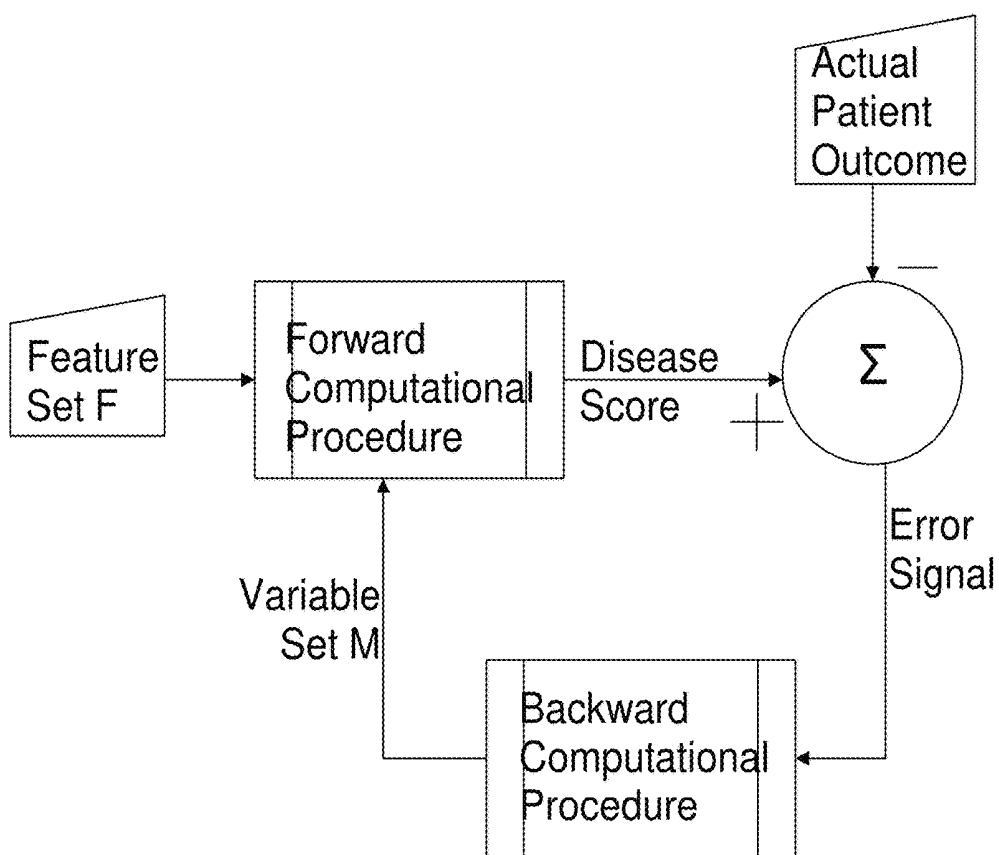 Actual
Patient
Outcome
Feature
Set F
Forward
Computational
Procedure
Disease
Score
+
—
Σ
Error
Signal
Variable
Set M
Backward
Computational
Procedure